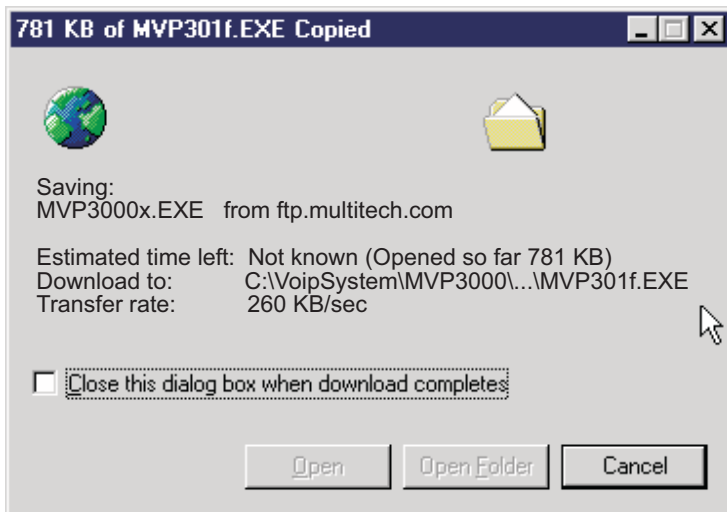 781 KB of MVP301f.EXE Copied
Saving:
MVP3000x.EXE from ftp.multitech.com
Estimated time left: Not known (Opened so far 781 KB)
Download to: C:\VoipSystem\MVP3000\...\MVP301f.EXE
Transfer rate: 260 KB/sec
Close this dialog box when download completes
Open Open Folder Cancel